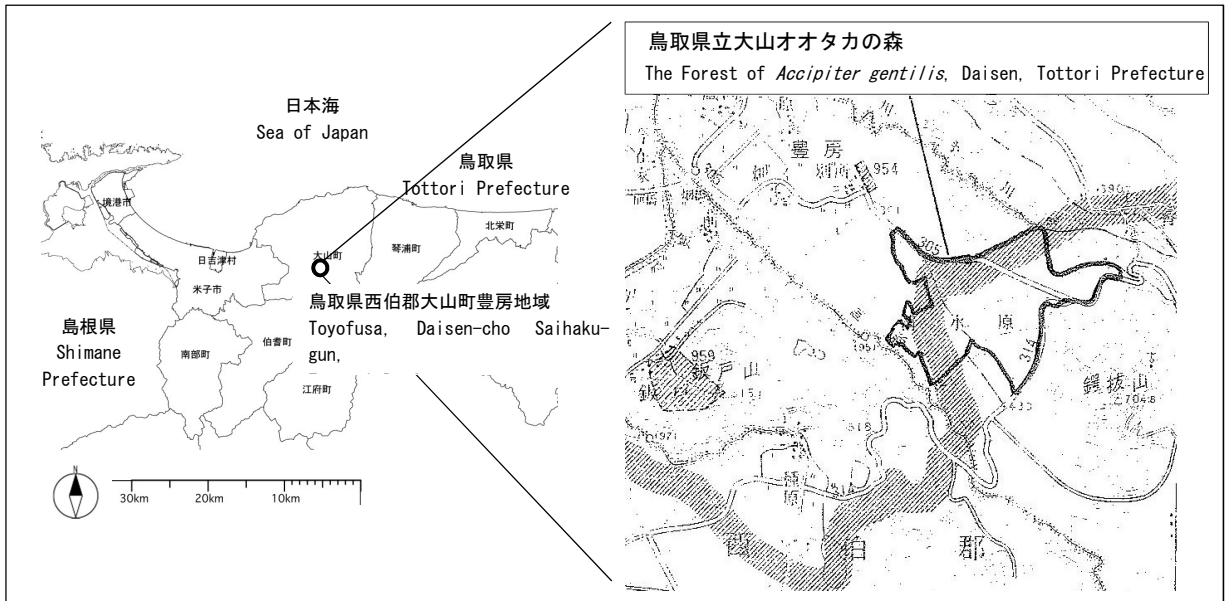 鳥取県立大山オオタカの森
The Forest of Accipiter gentilis, Daisen, Tottori Prefecture
日本海
Sea of Japan
鳥取県
Tottori Prefecture
境港市
日吉津村
米子市
大山町
琴浦町
北栄町
鳥取県西伯郡大山町豊房地域
Toyofusa, Daisen-cho Saihaku-
gun,
島根県
Shimane
Prefecture
南部町
伯耆町
江府町
N
30km
20km
10km
豊房
954
305
水原
314
959
鈑戸山
鍔抜山
伯
郡